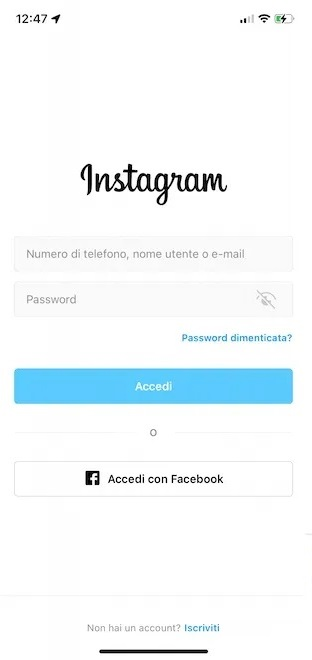 12:47
Instagram
Numero di telefono, nome utente o e-mail
Password
Password dimenticata?
Accedi
O
Accedi con Facebook
Non hai un account? Iscriviti